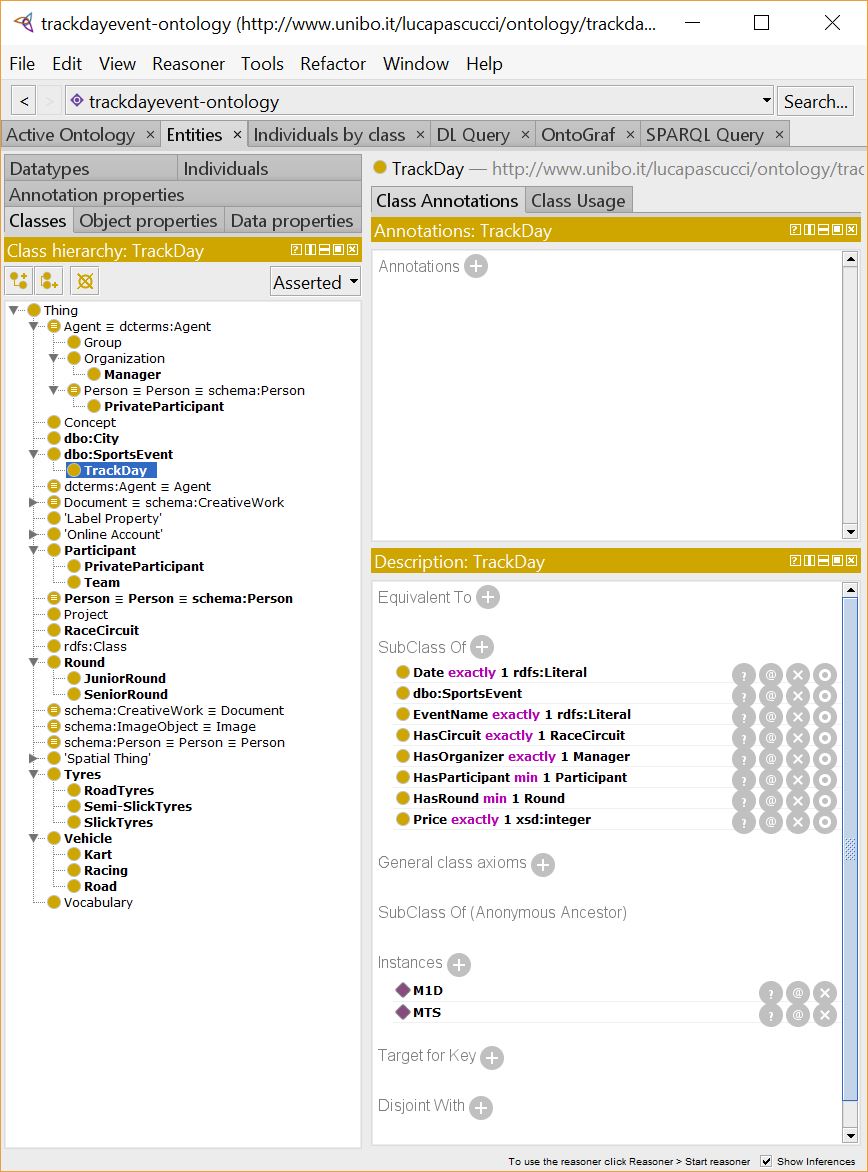 trackdayevent-ontology (http://www.unibo.it/lucapascucci/ontology/trackda...
File Edit View Reasoner Tools Refactor Window Help
< > trackdayevent-ontology Search...
Active Ontology × Entities × Individuals by class × DL Query × OntoGraf × SPARQL Query ×
Datatypes Individuals
Annotation properties
Classes Object properties Data properties
Class hierarchy: TrackDay
Asserted
Thing
Agent ≡ dcterms:Agent
Group
Organization
Manager
Person ≡ Person ≡ schema:Person
PrivateParticipant
Concept
dbo:City
dbo:SportsEvent
TrackDay
dcterms:Agent ≡ Agent
Document ≡ schema:CreativeWork
'Label Property'
'Online Account'
Participant
PrivateParticipant
Team
Person ≡ Person ≡ schema:Person
Project
RaceCircuit
rdfs:Class
Round
JuniorRound
SeniorRound
schema:CreativeWork ≡ Document
schema:ImageObject ≡ Image
schema:Person ≡ Person ≡ Person
'Spatial Thing'
Tyres
RoadTyres
Semi-SlickTyres
SlickTyres
Vehicle
Kart
Racing
Road
Vocabulary
TrackDay — http://www.unibo.it/lucapascucci/ontology/trac
Class Annotations Class Usage
Annotations: TrackDay
Annotations
Description: TrackDay
Equivalent To
SubClass Of
Date exactly 1 rdfs:Literal
dbo:SportsEvent
EventName exactly 1 rdfs:Literal
HasCircuit exactly 1 RaceCircuit
HasOrganizer exactly 1 Manager
HasParticipant min 1 Participant
HasRound min 1 Round
Price exactly 1 xsd:integer
General class axioms
SubClass Of (Anonymous Ancestor)
Instances
M1D
MTS
Target for Key
Disjoint With
To use the reasoner click Reasoner > Start reasoner Show Inferences